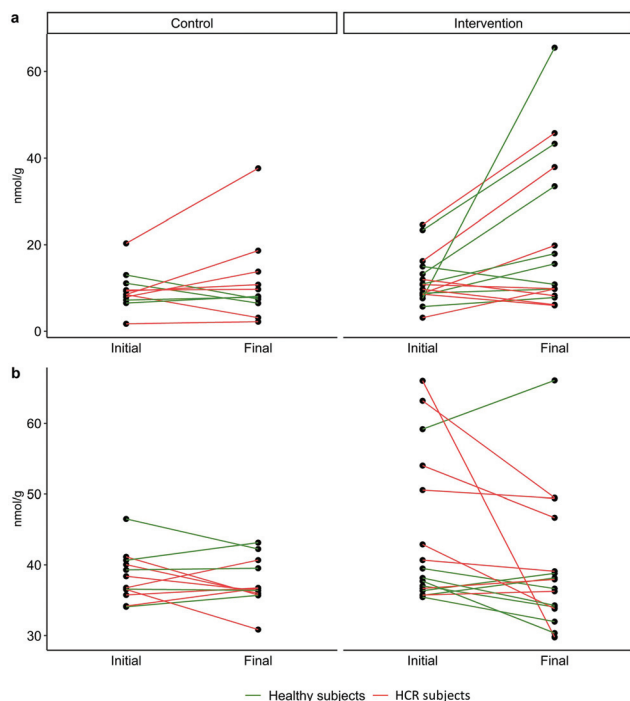 a
Control
Intervention
nmol/g
60
40
20
0
Initial
Final
Initial
Final
b
nmol/g
60
50
40
30
Initial
Final
Initial
Final
Healthy subjects
HCR subjects